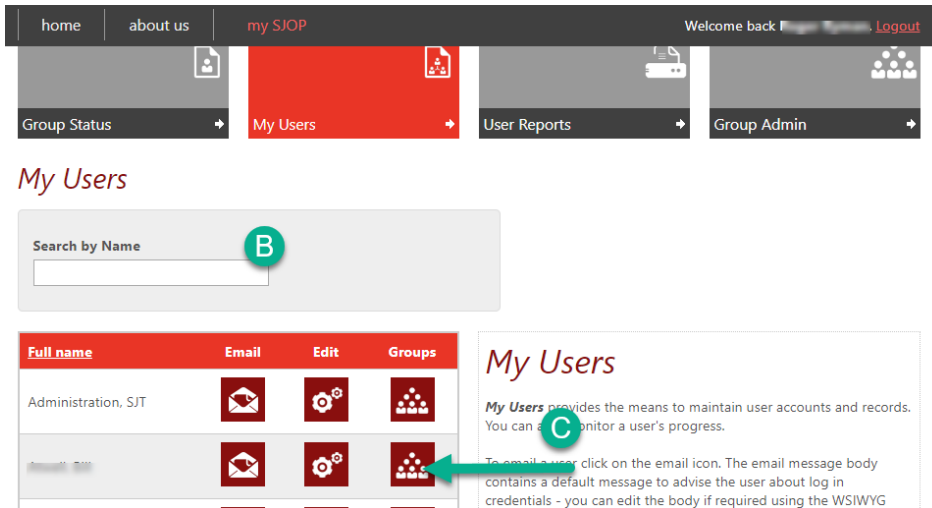 home about us my SJOP Welcome back Logout
Group Status My Users User Reports Group Admin
My Users
Search by Name
B
Full name Email Edit Groups
Administration, SJT
My Users
My Users provides the means to maintain user accounts and records.
You can a nitor a user's progress.
C
To email a user click on the email icon. The email message body
contains a default message to advise the user about log in
credentials - you can edit the body if required using the WSIWYG